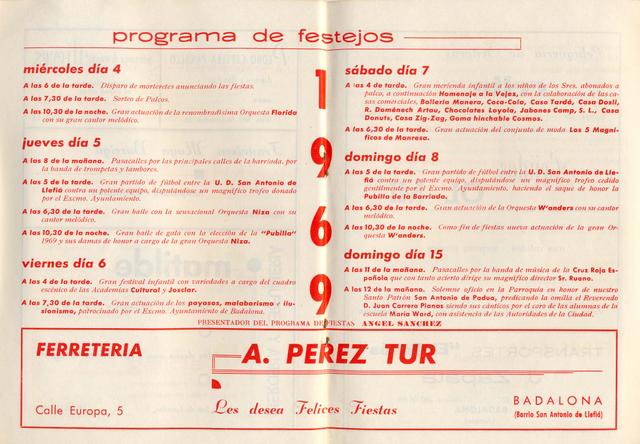 programa de festejos
miércoles día 4
A las 6 de la tarde. Disparo de morteretes anunciando las fiestas.
A las 7,30 de la tarde. Sorteo de Palcos.
A las 10,30 de la noche. Gran actuación de la renombradísima Orquesta Florida
con su gran cantor melódico.
jueves día 5
A las 8 de la mañana. Pasacalles por las principales calles de la barriada, por
la banda de trompetas y tambores.
A las 5 de la tarde. Gran partido de fútbol entre la U. D. San Antonio de
Llefiá contra un potente equipo, disputándose un magnífico trofeo donado
por el Excmo. Ayuntamiento.
A las 6,30 de la tarde. Gran baile con la sensacional Orquesta Niza con su
cantor melódico.
A las 10,30 de la noche. Gran baile de gala con la elección de la "Pubilla"
1969 y sus damas de honor a cargo de la gran Orquesta Niza.
viernes día 6
A las 4 de la tarde. Gran festival infantil con variedades a cargo del cuadro
escénico de las Academias Cultural y Josclar.
A las 7,30 de la tarde. Gran actuación de los payasos, malabarismo e ilu-
sionismo, patrocinado por el Excmo. Ayuntamiento de Badalona.
1
9
6
9
sábado día 7
A las 4 de la tarde. Gran merienda infantil a los niños de los Sres. abonados a
palco, a continuación Homenaje a la Vejez, con la colaboración de las ca-
sas comerciales, Bollería Manera, Coca-Cola, Casa Tardá, Casa Dosli,
R. Doménech Artau, Chocolates Loyola, Jabones Camp, S. L., Casa
Donuts, Casa Zig-Zag, Goma hinchable Cosmos.
A las 6,30 de la tarde. Gran actuación del conjunto de moda Los 5 Magní-
ficos de Manresa.
domingo día 8
A las 5 de la tarde. Gran partido de fútbol entre la U. D. San Antonio de Lle-
fiá contra un equipo, disputándose un magnífico trofeo cedido
gentilmente por el Excmo. Ayuntamiento, haciendo el saque de honor la
Pubilla de la Barriada.
A las 6,30 de la tarde. Gran actuación de la Orquesta W'anders con su cantor
melódico.
A las 10,30 de la noche. Como fin de fiestas nueva actuación de la gran Or-
questa W'anders.
domingo día 15
A las 11 de la mañana. Pasacalles por la banda de música de la Cruz Roja Es-
pañola que con tanto acierto dirige su magnífico director Sr. Ruano.
A las 12 de la mañana. Solemne oficio en la Parroquia en honor de nuestro
Santo Patrón San Antonio de Padua, predicando la omilía el Reverendo
D. Juan Carrera Planas siendo sus cánticos por el coro de las alumnas de la
escuela María Ward, con asistencia de las Autoridades de la Ciudad.
PRESENTADOR DEL PROGRAMA DE FIESTAS ANGEL SANCHEZ
FERRETERIA
A. PEREZ TUR
Calle Europa, 5
Les desea Felices Fiestas
BADALONA
(Barrio San Antonio de Llefiá)